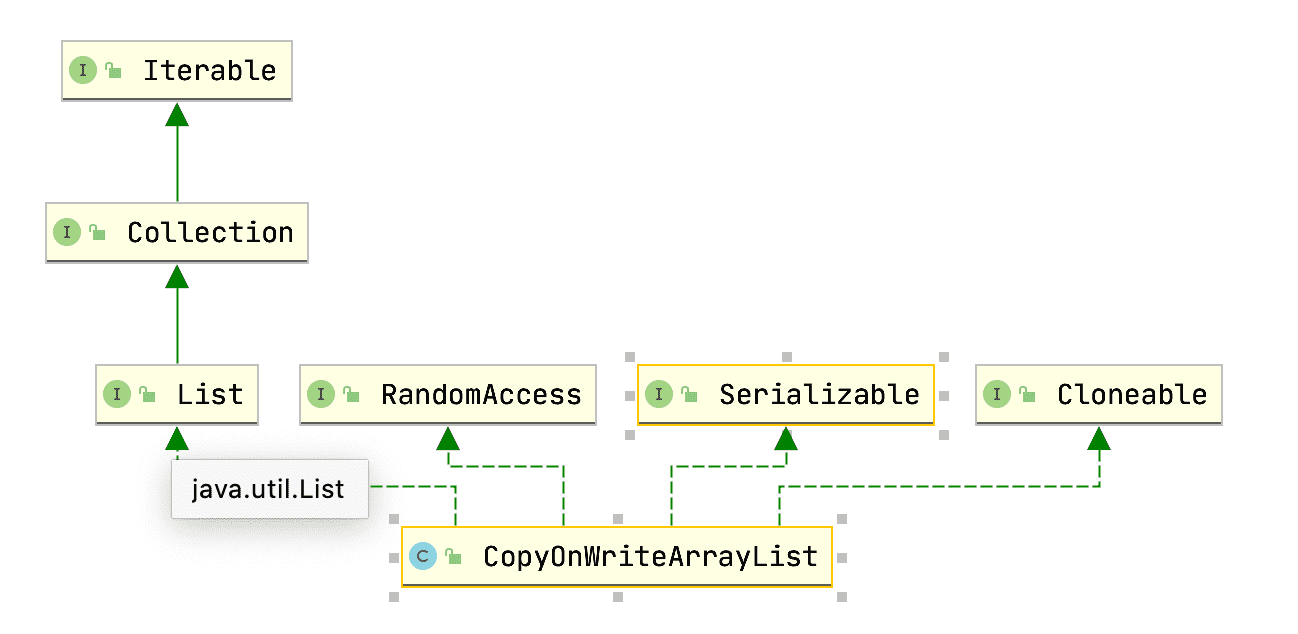 I Iterable
I Collection
I List
I RandomAccess
I Serializable
I Cloneable
java.util.List
C CopyOnWriteArrayList